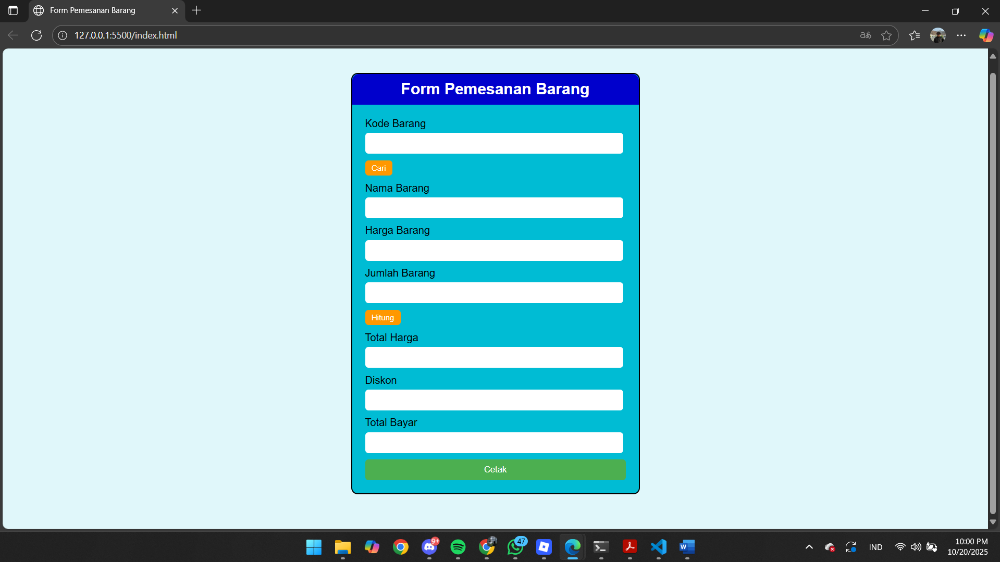 Form Pemesanan Barang
127.0.0.1:5500/index.html
aあ
Form Pemesanan Barang
Kode Barang
Cari
Nama Barang
Harga Barang
Jumlah Barang
Hitung
Total Harga
Diskon
Total Bayar
Cetak
9+
47
W
IND
10:00 PM
10/20/2025